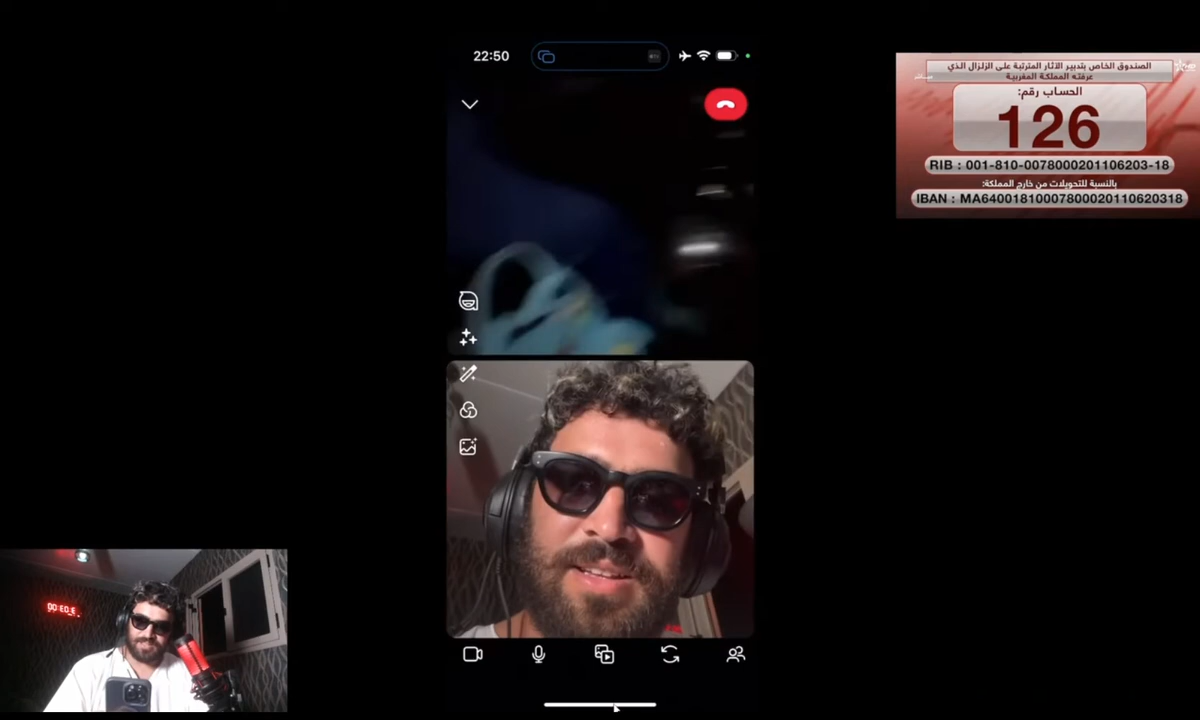 22:50
الصندوق الخاص بتدبير الآثار المترتبة على الزلزال الذي
عرفته المملكة المغربية
مباشر
الحساب رقم:
126
RIB : 001-810-0078000201106203-18
بالنسبة للتحويلات من خارج المملكة:
IBAN : MA64001810007800020110620318